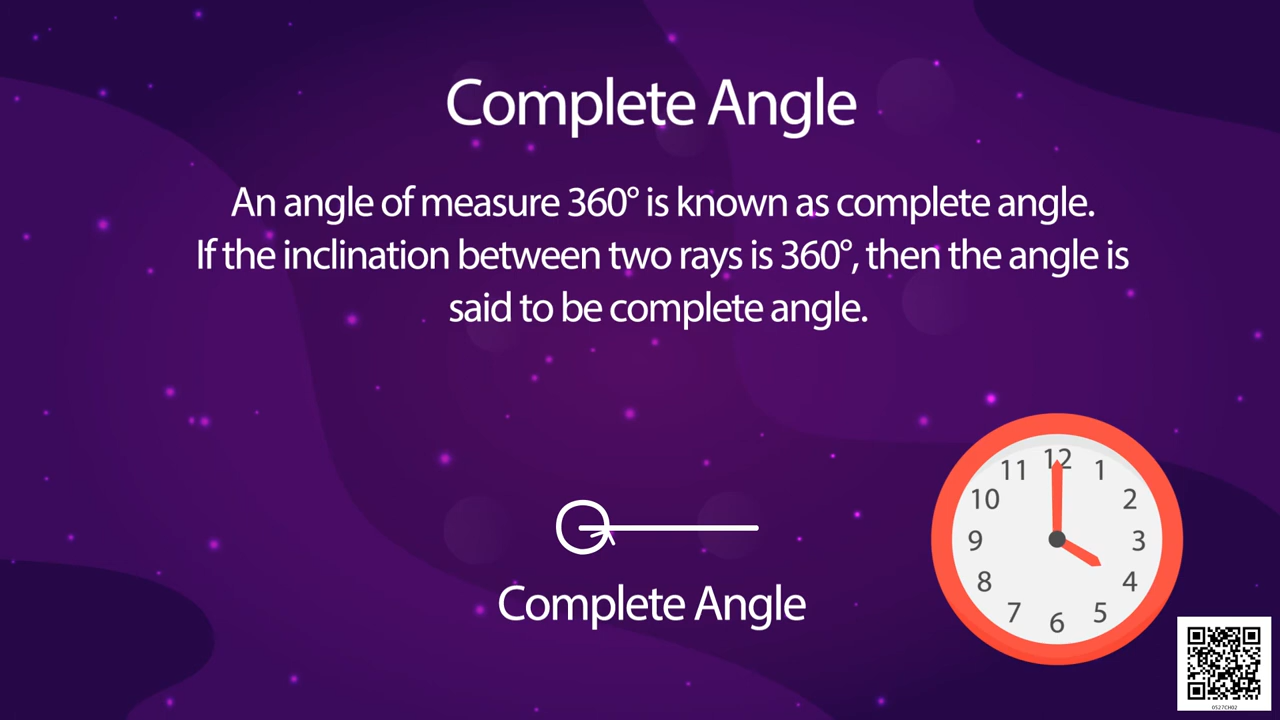 Complete Angle
An angle of measure 360° is known as complete angle.
If the inclination between two rays is 360°, then the angle is
said to be complete angle.
Complete Angle
12
11
1
10
2
9
3
8
4
7
5
6
0527CH02